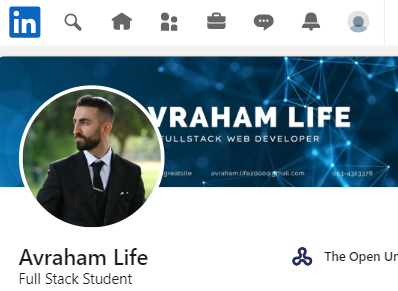 in
AVRAHAM LIFE
FULLSTACK WEB DEVELOPER
greatsite avraham.life2000@gmail.com 053-4323378
Avraham Life
The Open Un
Full Stack Student